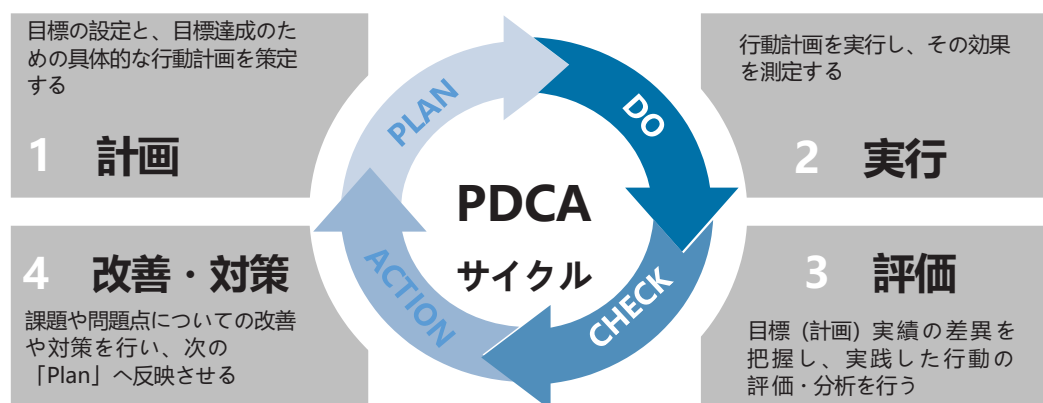 目標の設定と、目標達成のた
めの具体的な行動計画を策定
する
1 計画
PLAN
DO
行動計画を実行し、その効果
を測定する
2 実行
PDCA
サイクル
4 改善・対策
課題や問題点についての改善
や対策を行い、次の
「Plan」へ反映させる
ACTION
CHECK
3 評価
目標 (計画) 実績の差異を
把握し、実践した行動の
評価・分析を行う